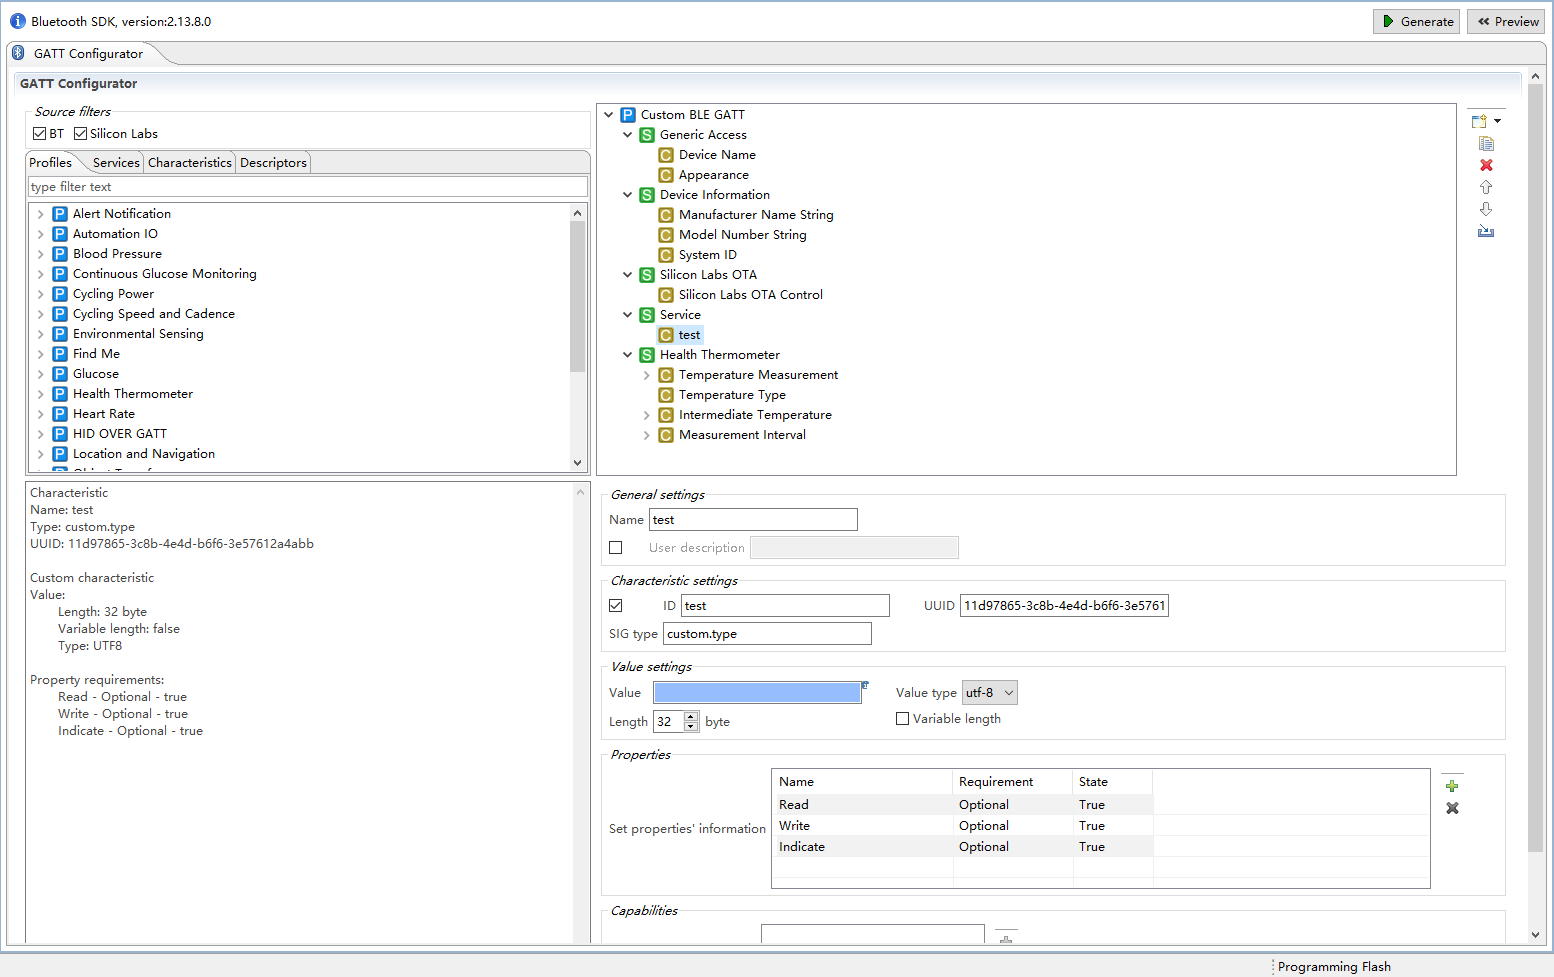 Bluetooth SDK, version:2.13.8.0
Generate
Preview
GATT Configurator
GATT Configurator
Source filters
BT
Silicon Labs
Profiles
Services
Characteristics
Descriptors
type filter text
Alert Notification
Automation IO
Blood Pressure
Continuous Glucose Monitoring
Cycling Power
Cycling Speed and Cadence
Environmental Sensing
Find Me
Glucose
Health Thermometer
Heart Rate
HID OVER GATT
Location and Navigation
Custom BLE GATT
Generic Access
Device Name
Appearance
Device Information
Manufacturer Name String
Model Number String
System ID
Silicon Labs OTA
Silicon Labs OTA Control
Service
test
Health Thermometer
Temperature Measurement
Temperature Type
Intermediate Temperature
Measurement Interval
Characteristic
Name: test
Type: custom.type
UUID: 11d97865-3c8b-4e4d-b6f6-3e57612a4abb
Custom characteristic
Value:
Length: 32 byte
Variable length: false
Type: UTF8
Property requirements:
Read - Optional - true
Write - Optional - true
Indicate - Optional - true
General settings
Name test
User description
Characteristic settings
ID test UUID 11d97865-3c8b-4e4d-b6f6-3e5761
SIG type custom.type
Value settings
Value Value type utf-8
Length 32 byte Variable length
Properties
Set properties' information
Name Requirement State
Read Optional True
Write Optional True
Indicate Optional True
Capabilities
Programming Flash